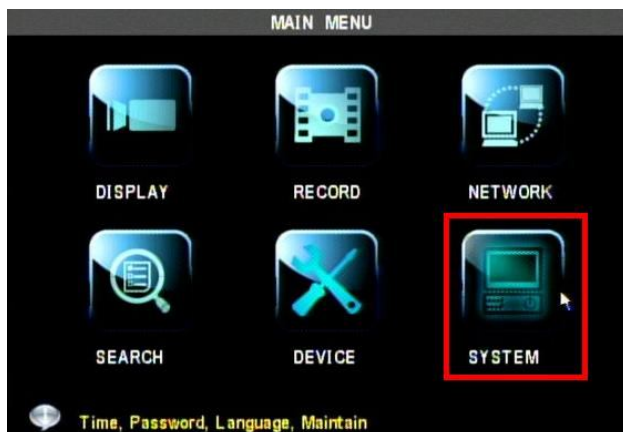 MAIN MENU
DISPLAY RECORD NETWORK
SEARCH DEVICE SYSTEM
Time, Password, Language, Maintain